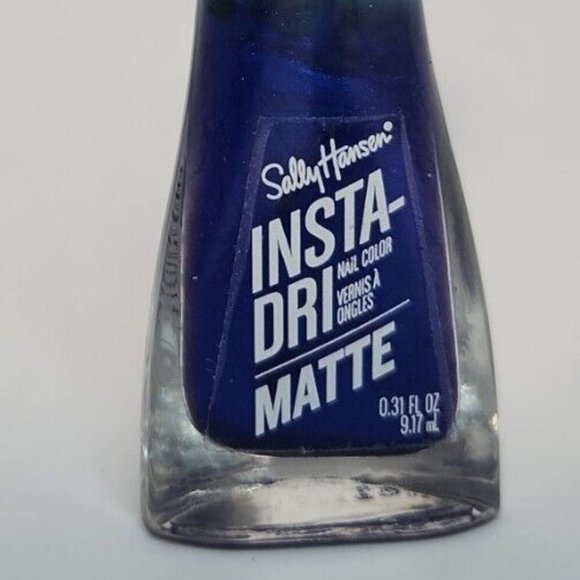 Sally Hansen®
INSTA-
DRI
NAIL COLOR
VERNIS À
ONGLES
MATTE
0.31 FL OZ
9.17 mL